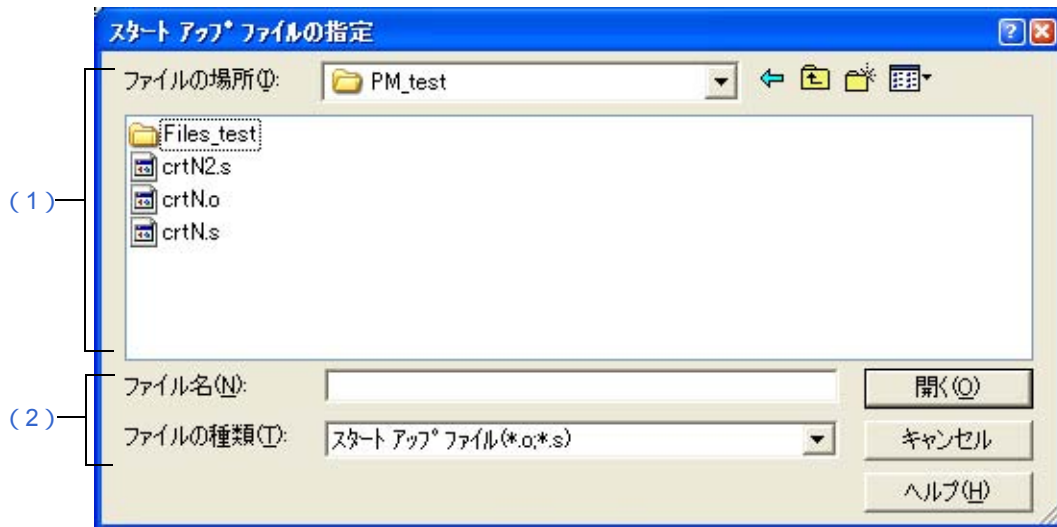 スタート アップ ファイルの指定
ファイルの場所(I):
PM_test
(1)
Files_test
crtN2.s
crtN.o
crtN.s
(2)
ファイル名(N):
開く(O)
ファイルの種類(T):
スタート アップ ファイル(*.o;*.s)
キャンセル
ヘルプ(H)